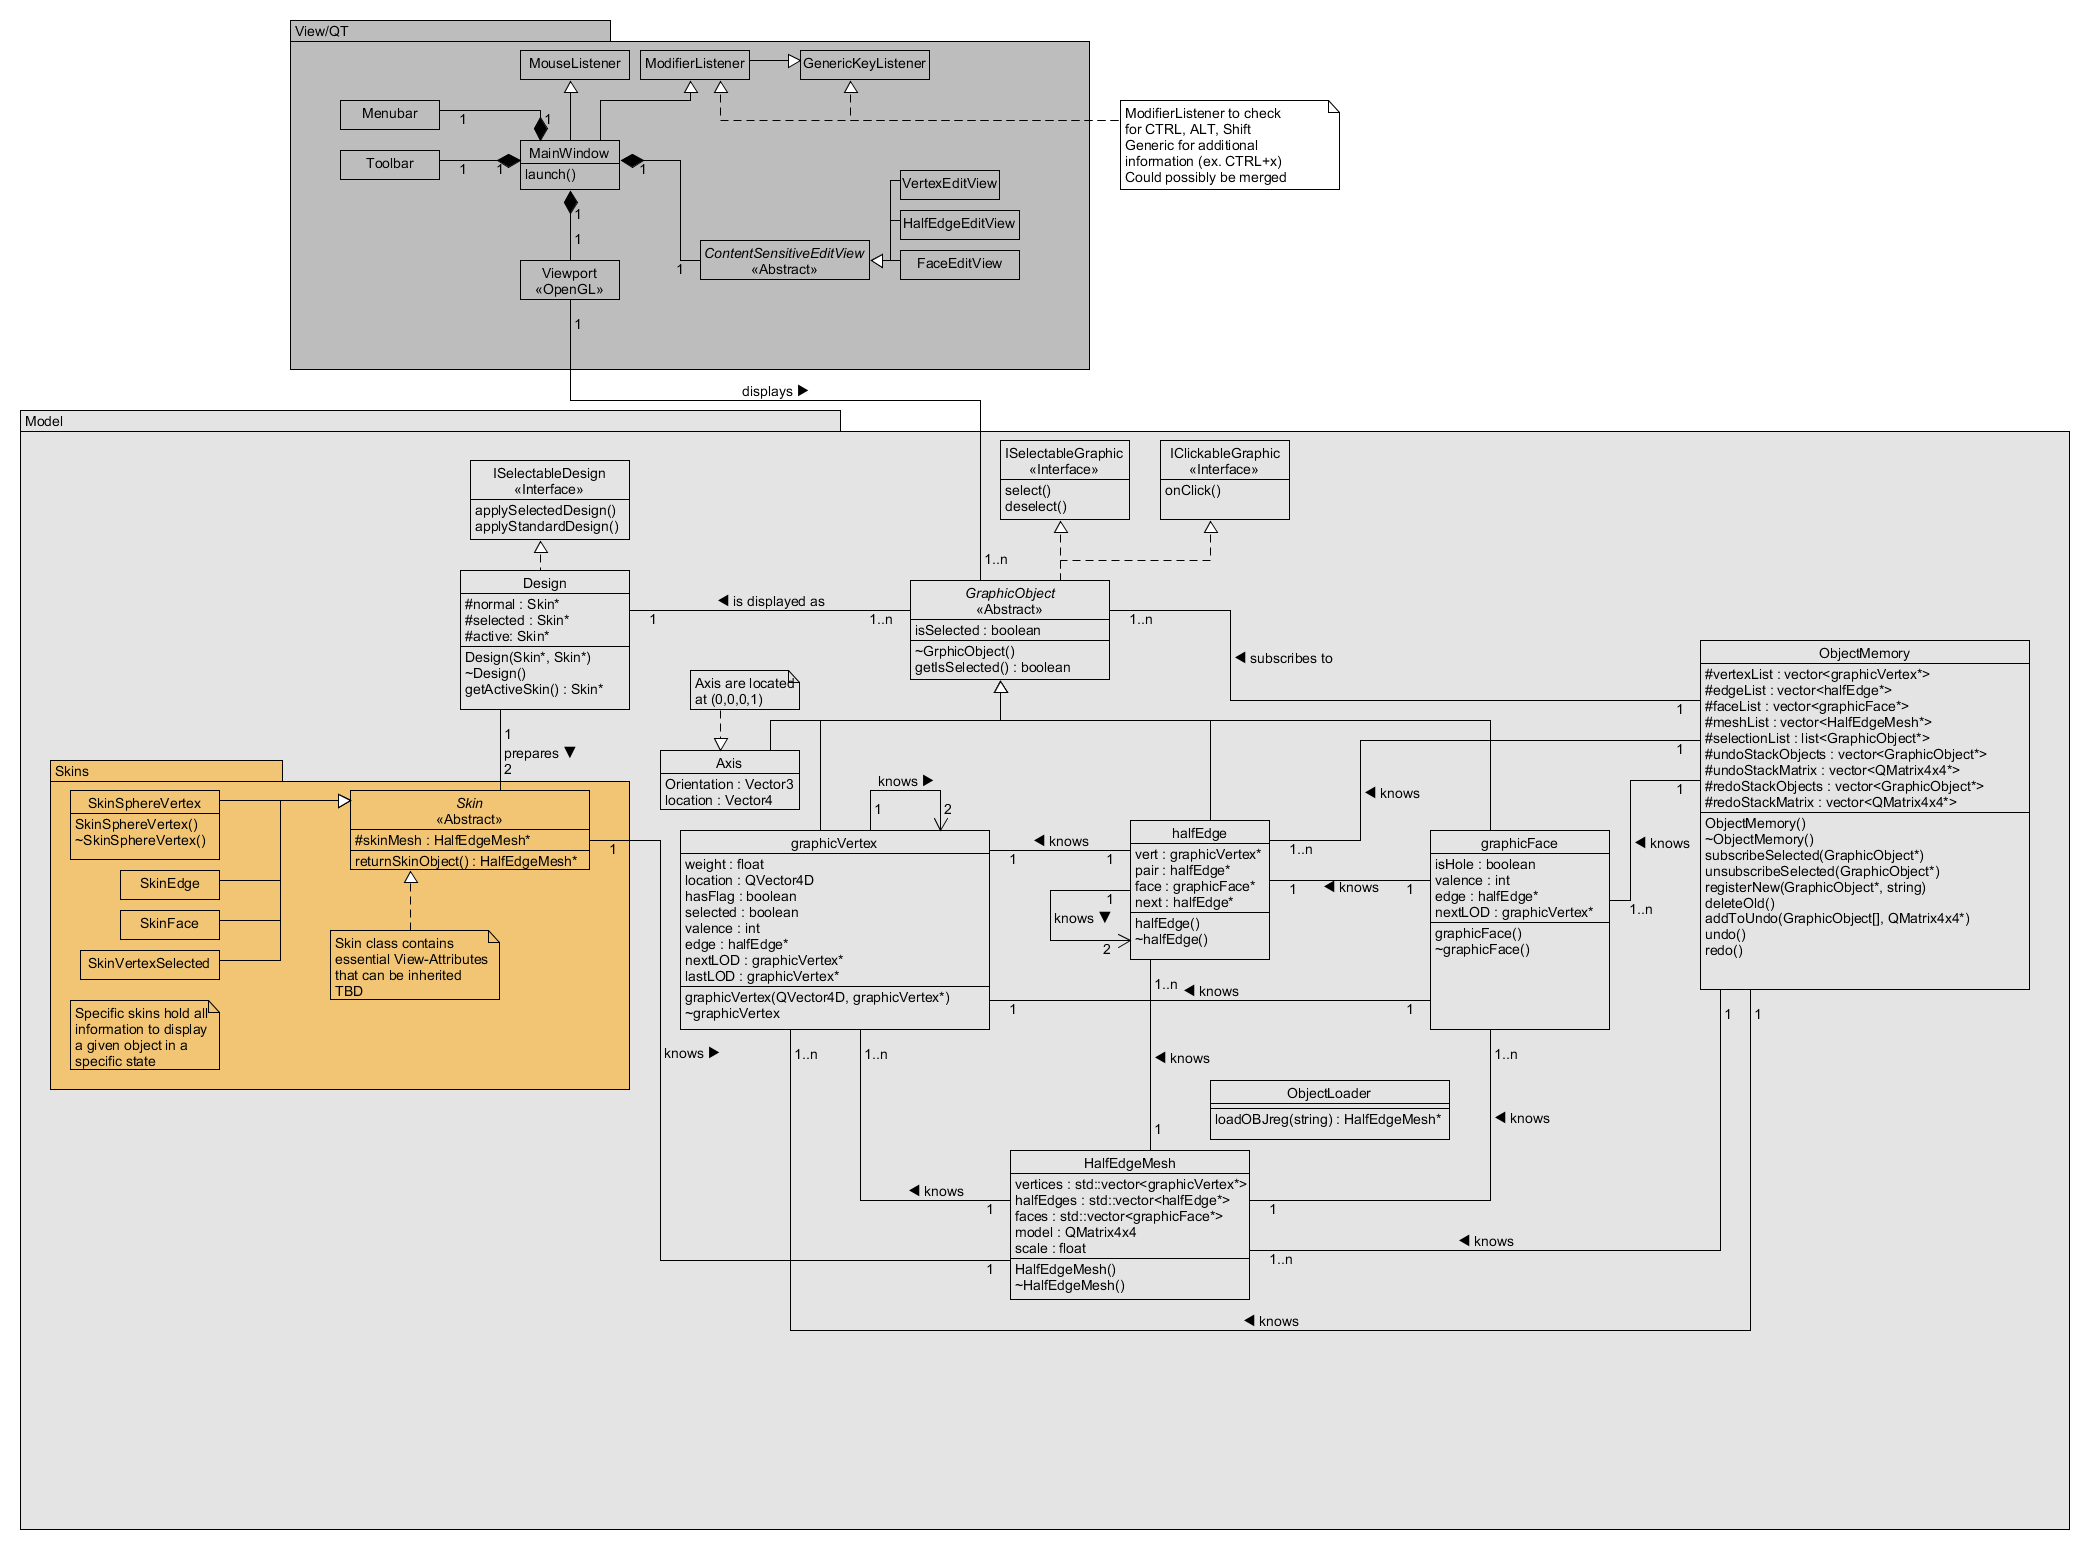 View/QT
MouseListener
ModifierListener
GenericKeyListener
Menubar
1
1
Toolbar
1
1
MainWindow
launch()
1
1
1
1
ModifierListener to check
for CTRL, ALT, Shift
Generic for additional
information (ex. CTRL+x)
Could possibly be merged
VertexEditView
HalfEdgeEditView
FaceEditView
ContentSensitiveEditView
«Abstract»
Viewport
«OpenGL»
1
displays ►
1..n
Model
ISelectableDesign
«Interface»
applySelectedDesign()
applyStandardDesign()
ISelectableGraphic
«Interface»
select()
deselect()
IClickableGraphic
«Interface»
onClick()
Design
#normal : Skin*
#selected : Skin*
#active: Skin*
Design(Skin*, Skin*)
~Design()
getActiveSkin() : Skin*
◄ is displayed as
1
1..n
GraphicObject
«Abstract»
isSelected : boolean
~GrphicObject()
getIsSelected() : boolean
1..n
◄ subscribes to
1
ObjectMemory
#vertexList : vector<graphicVertex*>
#edgeList : vector<halfEdge*>
#faceList : vector<graphicFace*>
#meshList : vector<HalfEdgeMesh*>
#selectionList : list<GraphicObject*>
#undoStackObjects : vector<GraphicObject*>
#undoStackMatrix : vector<QMatrix4x4*>
#redoStackObjects : vector<GraphicObject*>
#redoStackMatrix : vector<QMatrix4x4*>
ObjectMemory()
~ObjectMemory()
subscribeSelected(GraphicObject*)
unsubscribeSelected(GraphicObject*)
registerNew(GraphicObject*, string)
deleteOld()
addToUndo(GraphicObject[], QMatrix4x4*)
undo()
redo()
Axis are located
at (0,0,0,1)
Axis
Orientation : Vector3
location : Vector4
1
prepares ▼
2
Skins
SkinSphereVertex
SkinSphereVertex()
~SkinSphereVertex()
SkinEdge
SkinFace
SkinVertexSelected
Skin
«Abstract»
#skinMesh : HalfEdgeMesh*
returnSkinObject() : HalfEdgeMesh*
Skin class contains
essential View-Attributes
that can be inherited
TBD
Specific skins hold all
information to display
a given object in a
specific state
1
knows ►
1
knows ►
1
2
graphicVertex
weight : float
location : QVector4D
hasFlag : boolean
selected : boolean
valence : int
edge : halfEdge*
nextLOD : graphicVertex*
lastLOD : graphicVertex*
graphicVertex(QVector4D, graphicVertex*)
~graphicVertex
◄ knows
1
1
halfEdge
vert : graphicVertex*
pair : halfEdge*
face : graphicFace*
next : halfEdge*
halfEdge()
~halfEdge()
1
knows ▼
2
1
◄ knows
1..n
◄ knows
1
1
graphicFace
isHole : boolean
valence : int
edge : halfEdge*
nextLOD : graphicVertex*
graphicFace()
~graphicFace()
1
◄ knows
1..n
◄ knows
1
1
1..n
1..n
1..n
◄ knows
1
1..n
◄ knows
1
1
ObjectLoader
loadOBJreg(string) : HalfEdgeMesh*
HalfEdgeMesh
vertices : std::vector<graphicVertex*>
halfEdges : std::vector<halfEdge*>
faces : std::vector<graphicFace*>
model : QMatrix4x4
scale : float
HalfEdgeMesh()
~HalfEdgeMesh()
◄ knows
1
1
◄ knows
1..n
◄ knows